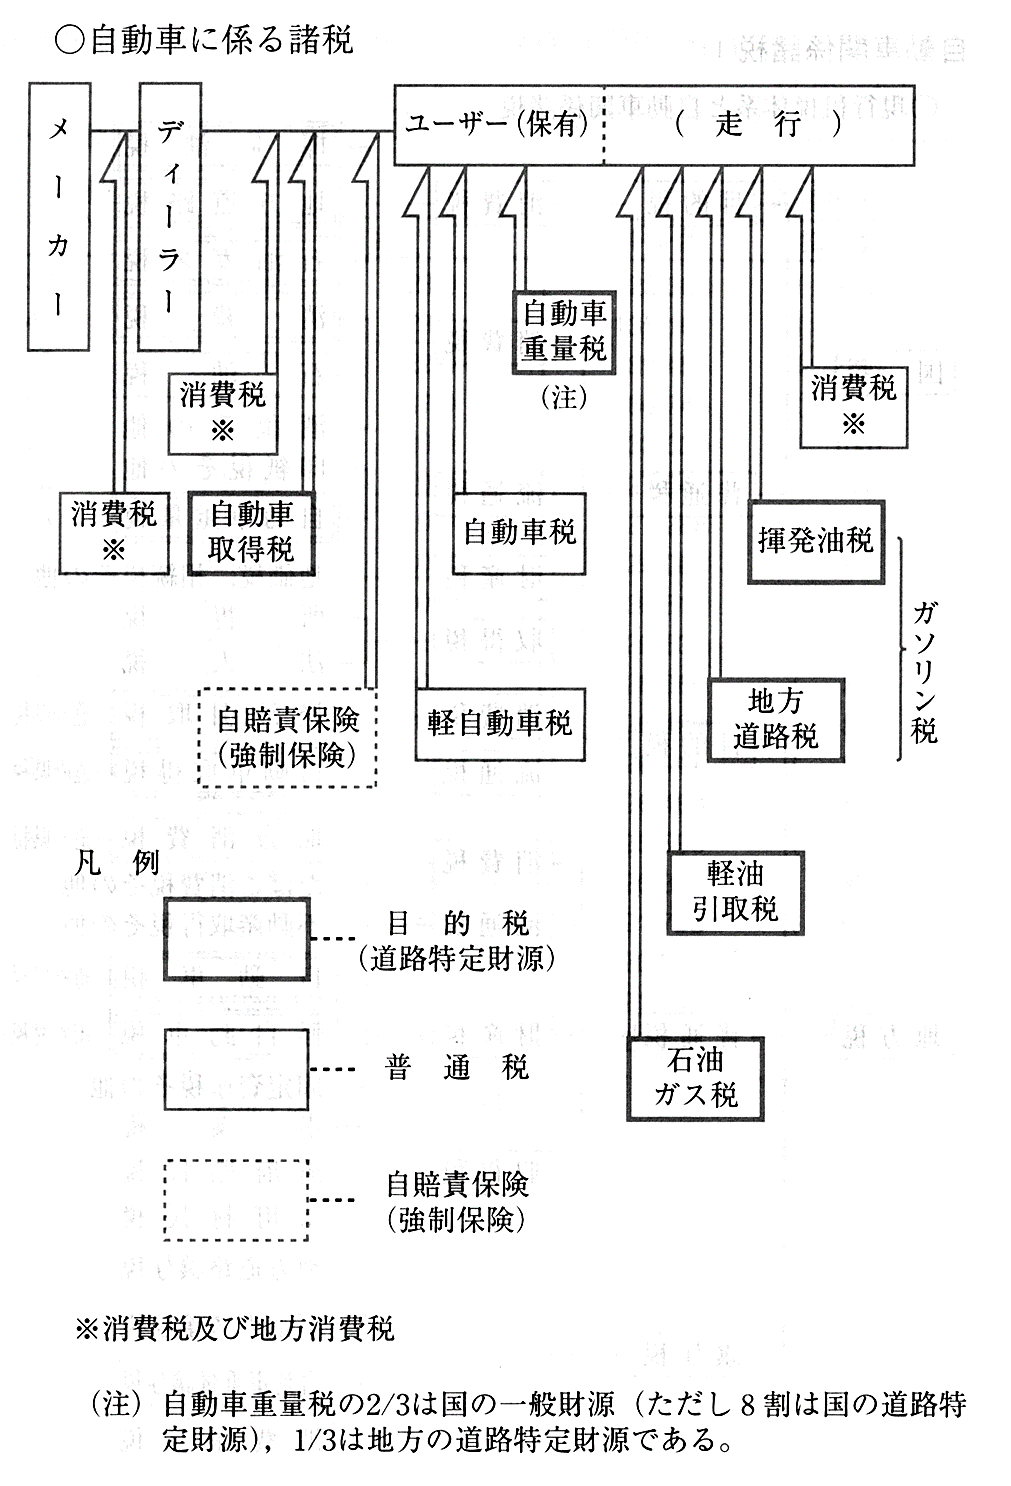 ○自動車に係る諸税
メーカー
ディーラー
ユーザー(保有)
(走行)
自動車
重量税
(注)
消費税
※
消費税
※
消費税
※
自動車
取得税
自動車税
揮発油税
ガソリン税
地方
道路税
自賠責保険
(強制保険)
軽自動車税
軽油
引取税
石油
ガス税
凡 例
目 的 税
(道路特定財源)
普 通 税
自賠責保険
(強制保険)
※消費税及び地方消費税
(注) 自動車重量税の2/3は国の一般財源(ただし8割は国の道路特
定財源), 1/3は地方の道路特定財源である。